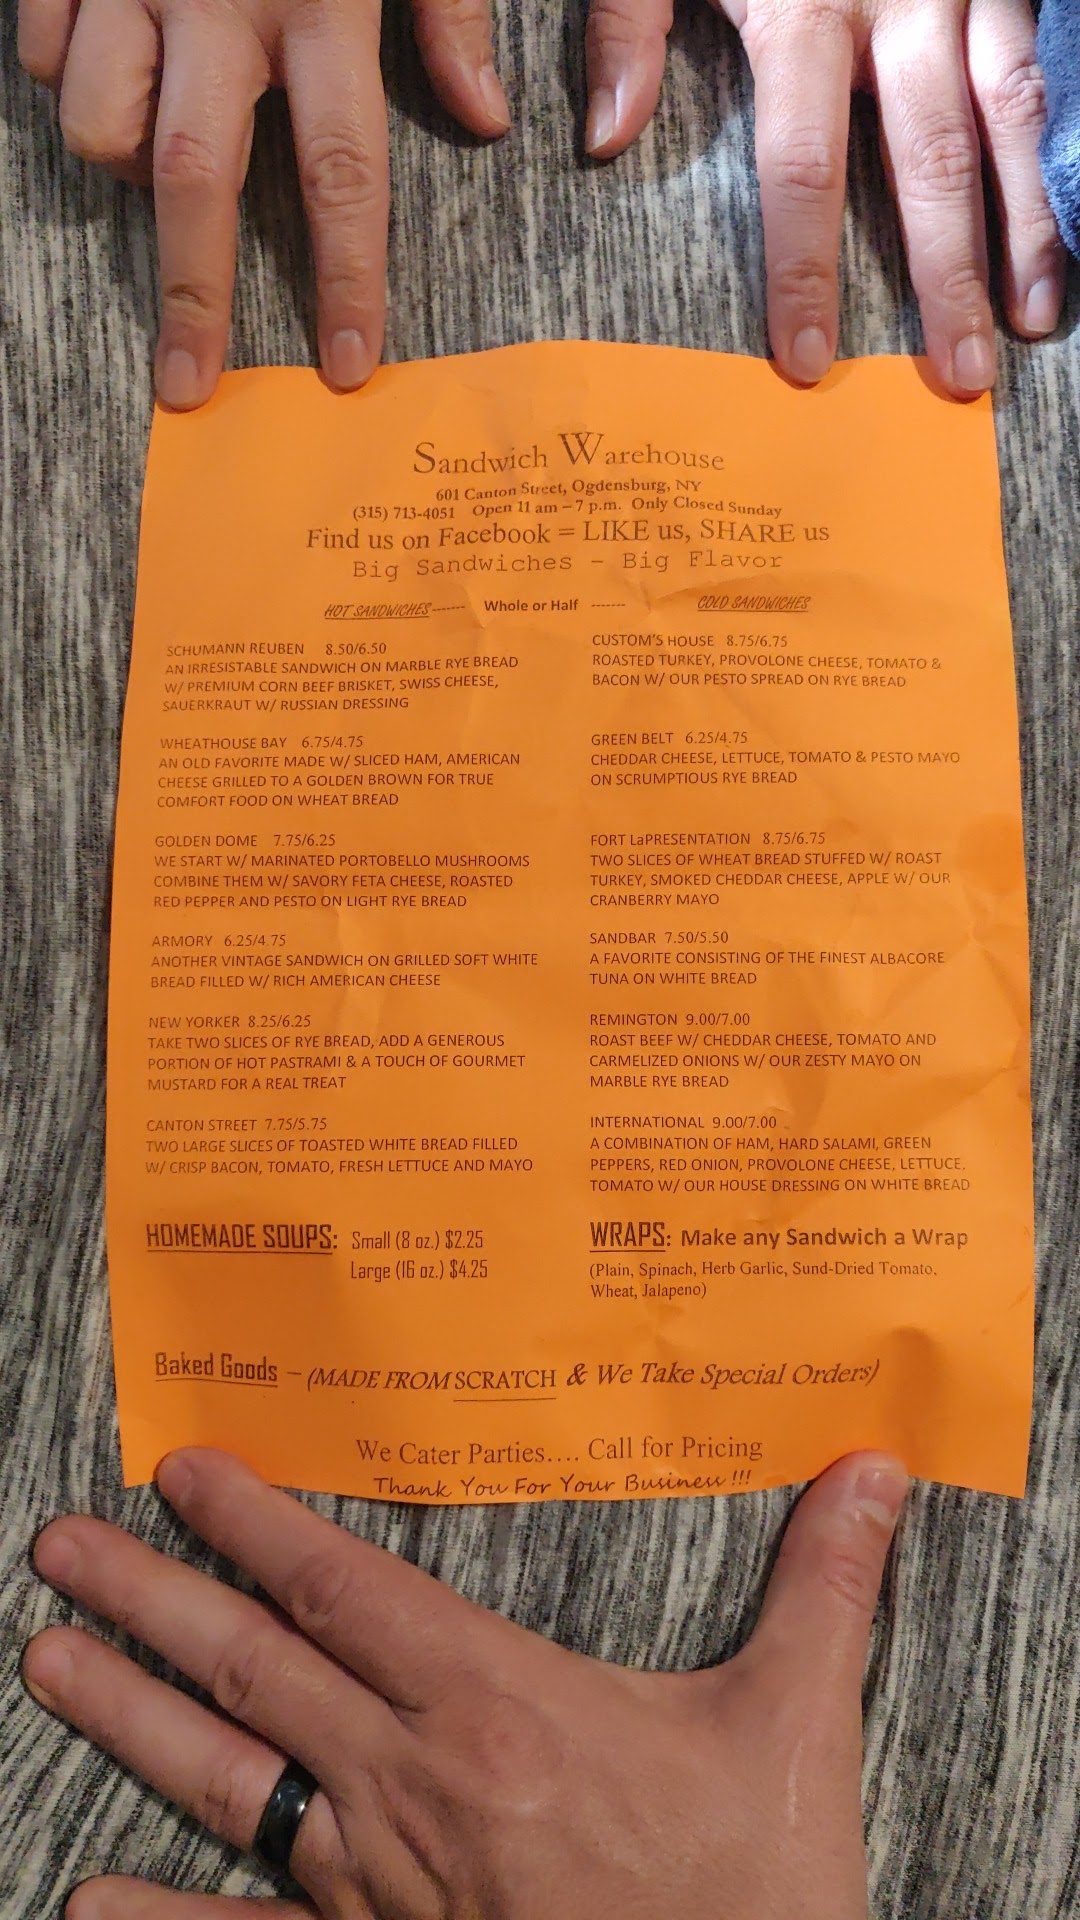 Sandwich Warehouse
601 Canton Street, Ogdensburg, NY
(315) 713-4051 Open 11 am – 7 p.m. Only Closed Sunday
Find us on Facebook = LIKE us, SHARE us
Big Sandwiches – Big Flavor
HOT SANDWICHES------- Whole or Half ------- COLD SANDWICHES
SCHUMANN REUBEN 8.50/6.50
AN IRRESISTABLE SANDWICH ON MARBLE RYE BREAD
W/ PREMIUM CORN BEEF BRISKET, SWISS CHEESE,
SAUERKRAUT W/ RUSSIAN DRESSING
WHEATHOUSE BAY 6.75/4.75
AN OLD FAVORITE MADE W/ SLICED HAM, AMERICAN
CHEESE GRILLED TO A GOLDEN BROWN FOR TRUE
COMFORT FOOD ON WHEAT BREAD
GOLDEN DOME 7.75/6.25
WE START W/ MARINATED PORTOBELLO MUSHROOMS
COMBINE THEM W/ SAVORY FETA CHEESE, ROASTED
RED PEPPER AND PESTO ON LIGHT RYE BREAD
ARMORY 6.25/4.75
ANOTHER VINTAGE SANDWICH ON GRILLED SOFT WHITE
BREAD FILLED W/ RICH AMERICAN CHEESE
NEW YORKER 8.25/6.25
TAKE TWO SLICES OF RYE BREAD, ADD A GENEROUS
PORTION OF HOT PASTRAMI & A TOUCH OF GOURMET
MUSTARD FOR A REAL TREAT
CANTON STREET 7.75/5.75
TWO LARGE SLICES OF TOASTED WHITE BREAD FILLED
W/ CRISP BACON, TOMATO, FRESH LETTUCE AND MAYO
CUSTOM'S HOUSE 8.75/6.75
ROASTED TURKEY, PROVOLONE CHEESE, TOMATO &
BACON W/ OUR PESTO SPREAD ON RYE BREAD
GREEN BELT 6.25/4.75
CHEDDAR CHEESE, LETTUCE, TOMATO & PESTO MAYO
ON SCRUMPTIOUS RYE BREAD
FORT LaPRESENTATION 8.75/6.75
TWO SLICES OF WHEAT BREAD STUFFED W/ ROAST
TURKEY, SMOKED CHEDDAR CHEESE, APPLE W/ OUR
CRANBERRY MAYO
SANDBAR 7.50/5.50
A FAVORITE CONSISTING OF THE FINEST ALBACORE
TUNA ON WHITE BREAD
REMINGTON 9.00/7.00
ROAST BEEF W/ CHEDDAR CHEESE, TOMATO AND
CARMELIZED ONIONS W/ OUR ZESTY MAYO ON
MARBLE RYE BREAD
INTERNATIONAL 9.00/7.00
A COMBINATION OF HAM, HARD SALAMI, GREEN
PEPPERS, RED ONION, PROVOLONE CHEESE, LETTUCE,
TOMATO W/ OUR HOUSE DRESSING ON WHITE BREAD
HOMEMADE SOUPS: Small (8 oz.) $2.25
Large (16 oz.) $4.25
WRAPS: Make any Sandwich a Wrap
(Plain, Spinach, Herb Garlic, Sund-Dried Tomato,
Wheat, Jalapeno)
Baked Goods – (MADE FROM SCRATCH & We Take Special Orders)
We Cater Parties.... Call for Pricing
Thank You For Your Business !!!